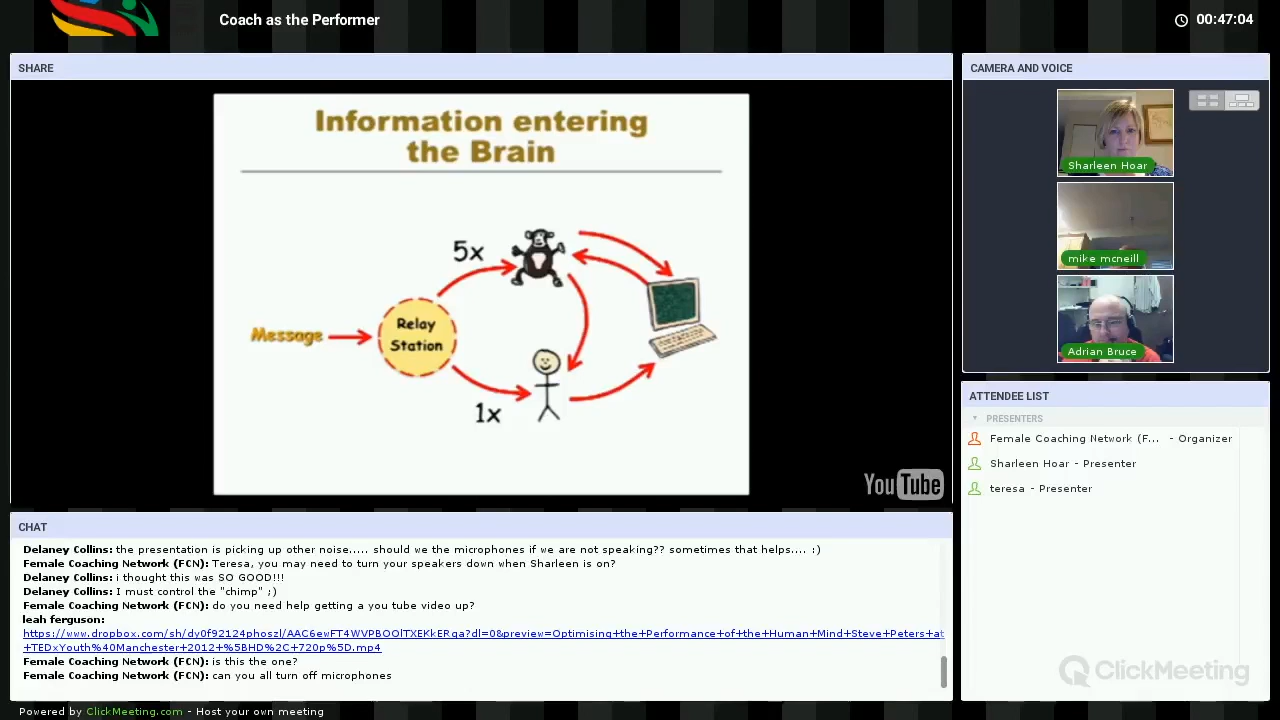 Coach as the Performer
00:47:04
SHARE
Information entering
the Brain
5x
Message
Relay
Station
1x
YouTube
CAMERA AND VOICE
Sharleen Hoar
mike mcneill
Adrian Bruce
ATTENDEE LIST
PRESENTERS
Female Coaching Network (F... - Organizer
Sharleen Hoar - Presenter
teresa - Presenter
CHAT
Delaney Collins: the presentation is picking up other noise..... should we the microphones if we are not speaking?? sometimes that helps.... :)
Female Coaching Network (FCN): Teresa, you may need to turn your speakers down when Sharleen is on?
Delaney Collins: i thought this was SO GOOD!!!
Delaney Collins: I must control the "chimp" ;)
Female Coaching Network (FCN): do you need help getting a you tube video up?
leah ferguson:
https://www.dropbox.com/sh/dy0f92124phoszl/AAC6ewFT4WVPBOOlTXEKkERqa?dl=0&preview=Optimising+the+Performance+of+the+Human+Mind+Steve+Peters+at
+TEDxYouth%40Manchester+2012+%5BHD%2C+720p%5D.mp4
Female Coaching Network (FCN): is this the one?
Female Coaching Network (FCN): can you all turn off microphones
ClickMeeting
Powered by ClickMeeting.com - Host your own meeting